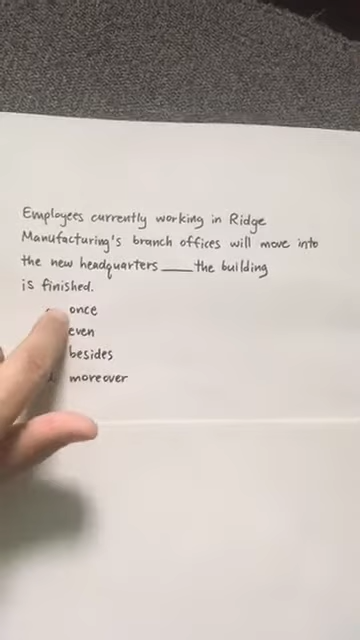 Employees currently working in Ridge
Manufacturing's branch offices will move into
the new headquarters ____ the building
is finished.
once
even
besides
moreover